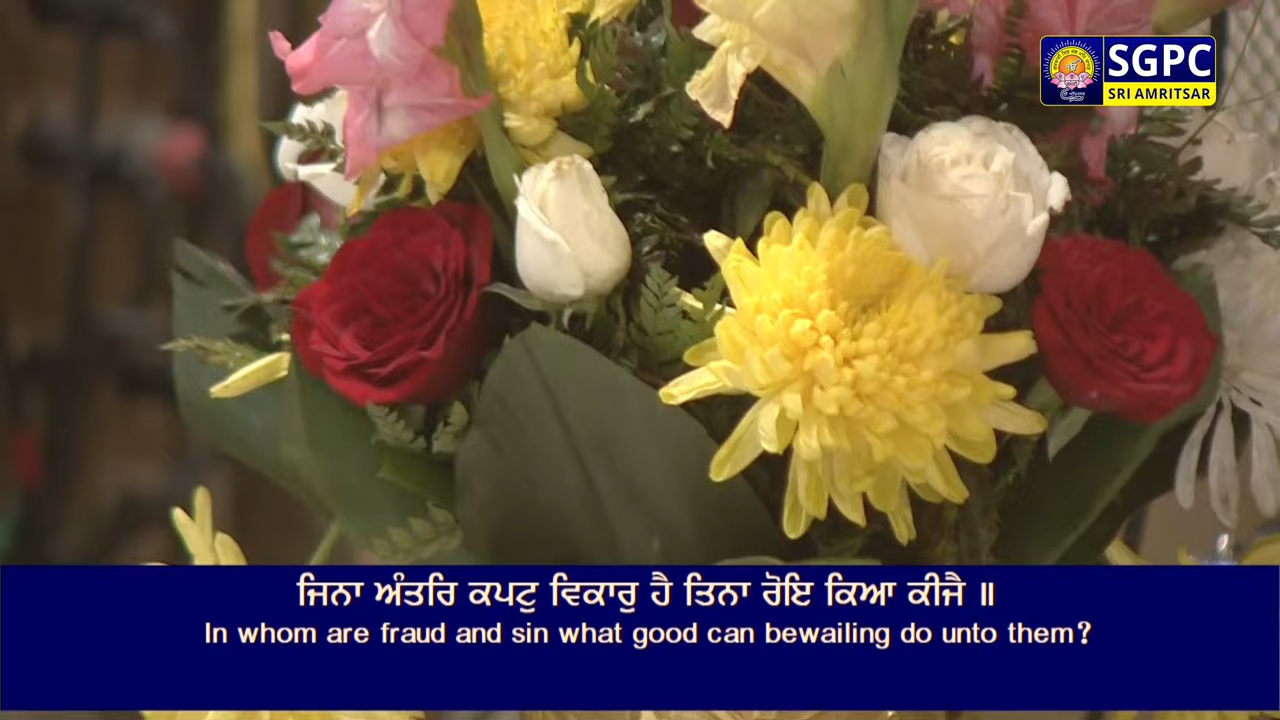 SGPC
SRI AMRITSAR
ਜਿਨਾ ਅੰਤਰਿ ਕਪਟੁ ਵਿਕਾਰੁ ਹੈ ਤਿਨਾ ਰੋਇ ਕਿਆ ਕੀਜੈ ॥
In whom are fraud and sin what good can bewailing do unto them?